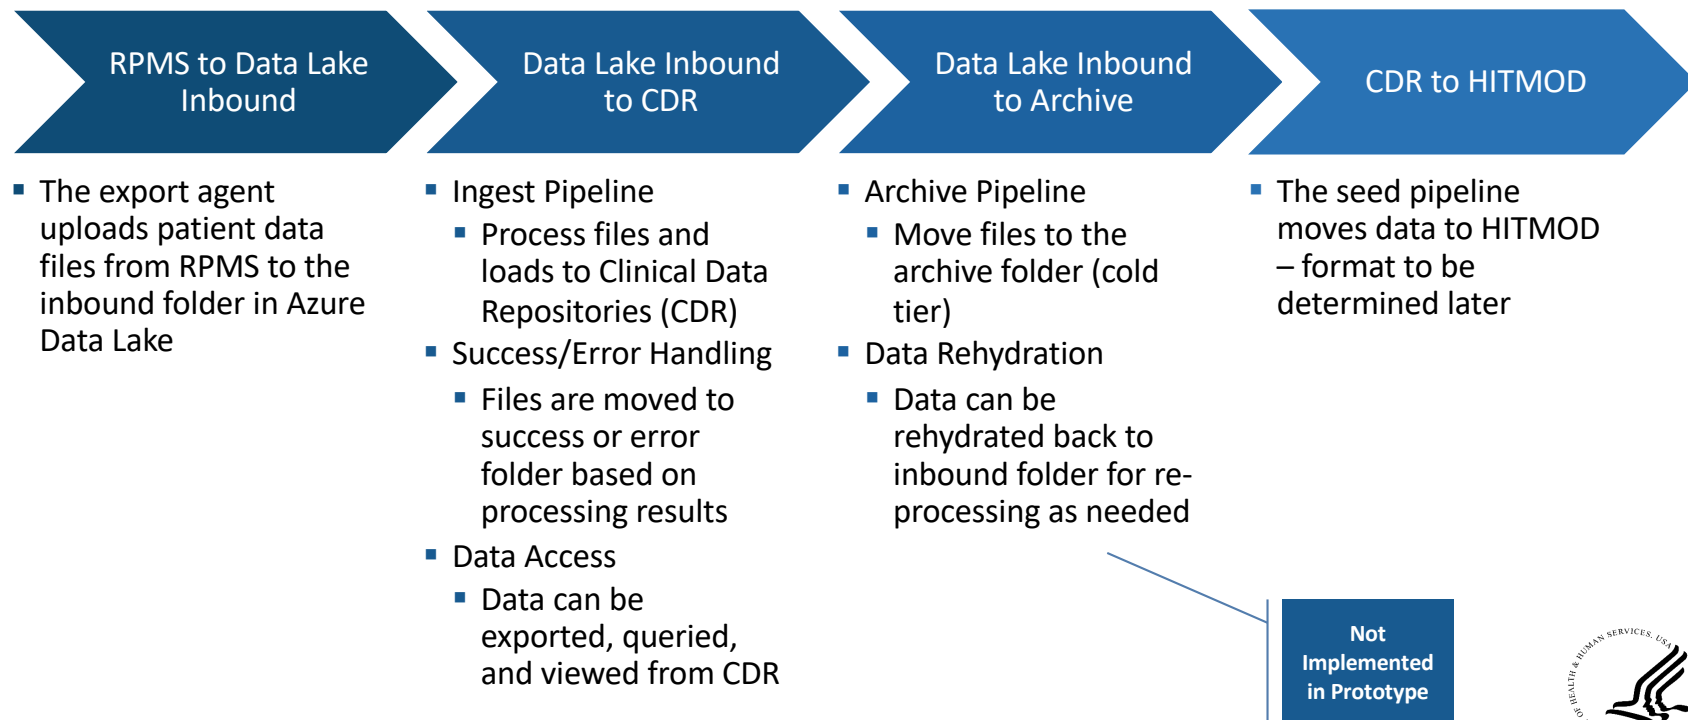 RPMS to Data Lake
Inbound
Data Lake Inbound
to CDR
Data Lake Inbound
to Archive
CDR to HITMOD
The export agent
uploads patient data
files from RPMS to the
inbound folder in Azure
Data Lake
Ingest Pipeline
Process files and
loads to Clinical Data
Repositories (CDR)
Success/Error Handling
Files are moved to
success or error
folder based on
processing results
Data Access
Data can be
exported, queried,
and viewed from CDR
Archive Pipeline
Move files to the
archive folder (cold
tier)
Data Rehydration
Data can be
rehydrated back to
inbound folder for re-
processing as needed
The seed pipeline
moves data to HITMOD
– format to be
determined later
Not
Implemented
in Prototype
OF HEALTH & HUMAN SERVICES. USA